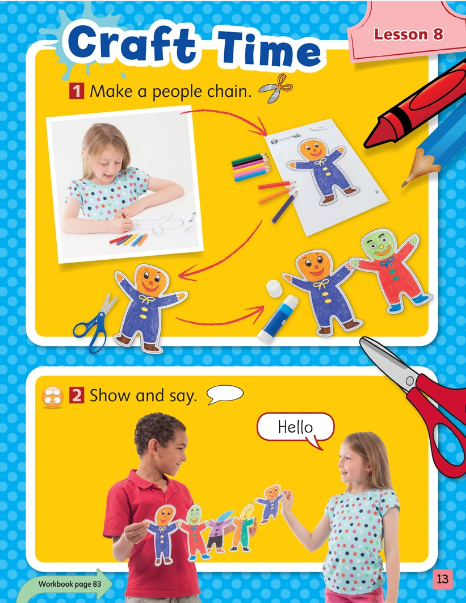 Craft Time
Lesson 8
1 Make a people chain.
2 Show and say.
Hello
Workbook page 83
13